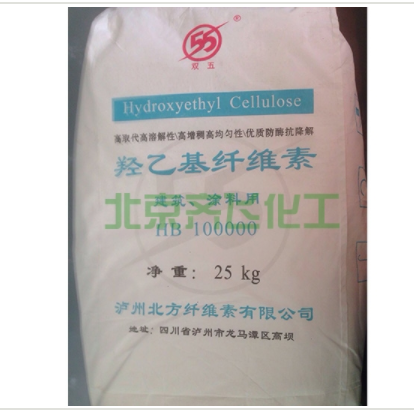 55
®
双五
Hydroxyethyl Cellulose
高取代高溶解性\高增稠高均匀性\优质防酶抗降解
羟乙基纤维素
建筑、涂料用
北京齐飞化工
HB 100000
净重: 25 kg
泸州北方纤维素有限公司
地址:四川省泸州市龙马潭区高坝